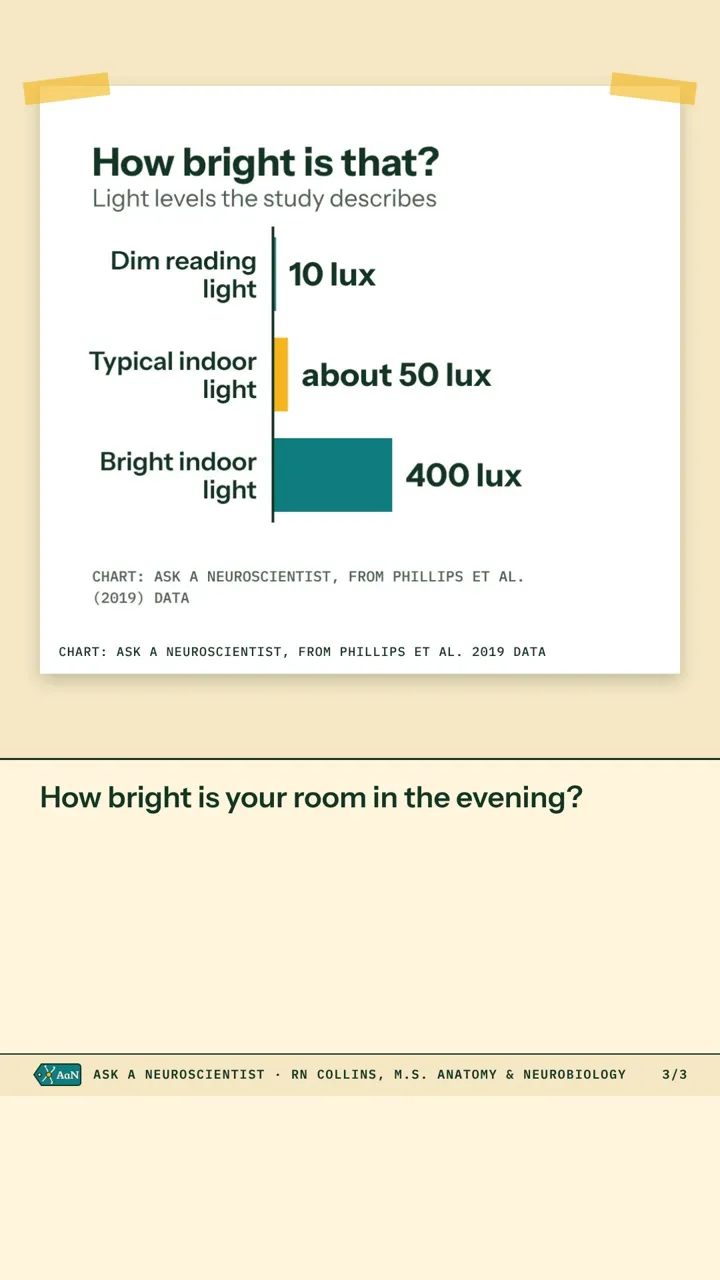 How bright is that?
Light levels the study describes
Dim reading
light
10 lux
Typical indoor
light
about 50 lux
Bright indoor
light
400 lux
CHART: ASK A NEUROSCIENTIST, FROM PHILLIPS ET AL.
(2019) DATA
CHART: ASK A NEUROSCIENTIST, FROM PHILLIPS ET AL. 2019 DATA
How bright is your room in the evening?
AaN
ASK A NEUROSCIENTIST · RN COLLINS, M.S. ANATOMY & NEUROBIOLOGY
3/3